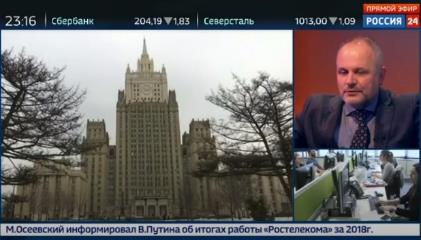 23:16 Сбербанк 204,19▼1,83 Северсталь 1013,00▼1,09
ПРЯМОЙ ЭФИР
РОССИЯ 24
М.Осеевский информировал В.Путина об итогах работы «Ростелекома» за 2018г.